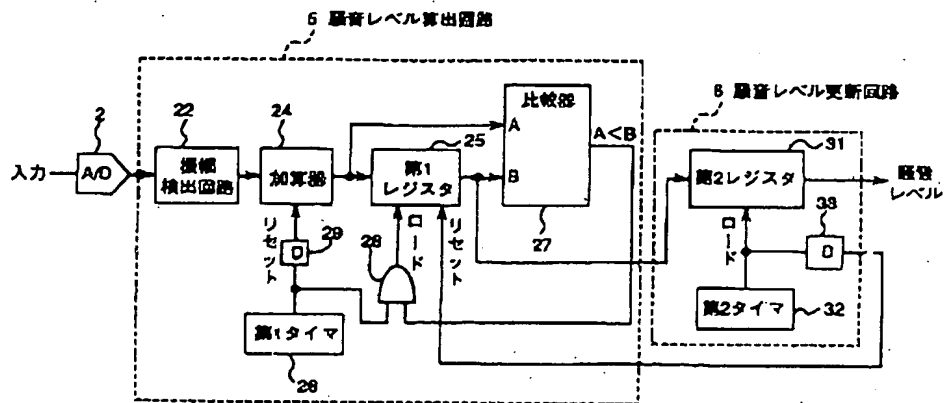 5 騒音レベル算出回路
6 騒音レベル更新回路
2
22
24
比較器
25
A<B
31
入力
A/D
振幅
検出回路
加算器
第1
レジスタ
A
B
第2レジスタ
騒音
レベル
リセット
D
29
28
ロード
リセット
27
ロード
33
D
第1タイマ
第2タイマ
32
26